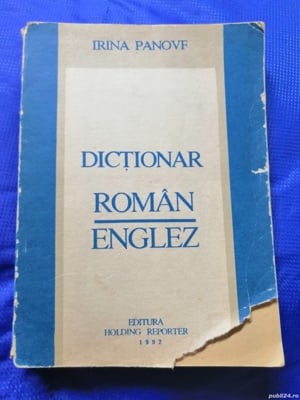 IRINA PANOVF
DICȚIONAR
ROMÂN
ENGLEZ
EDITURA
HOLDING REPORTER
1992
publi24.ro